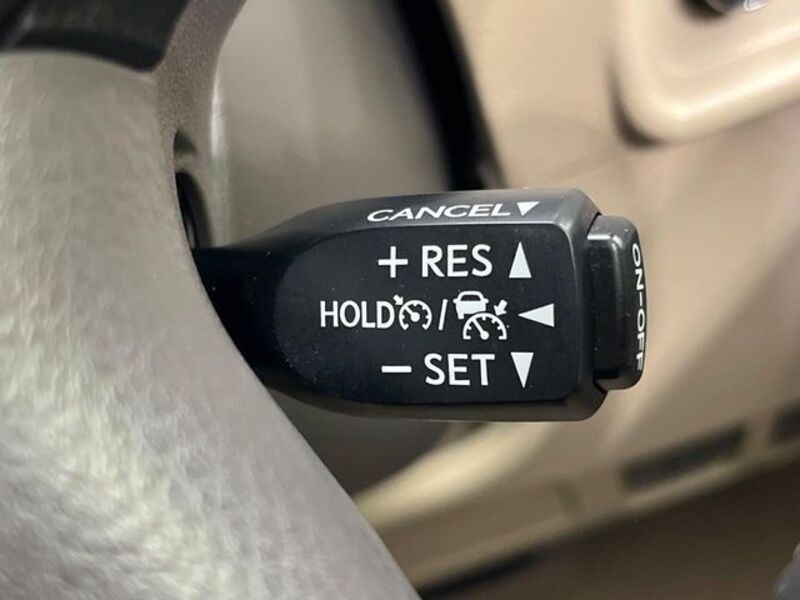 CANCEL▼
+ RES ▲
HOLD / ◀
− SET ▼
ON-OFF